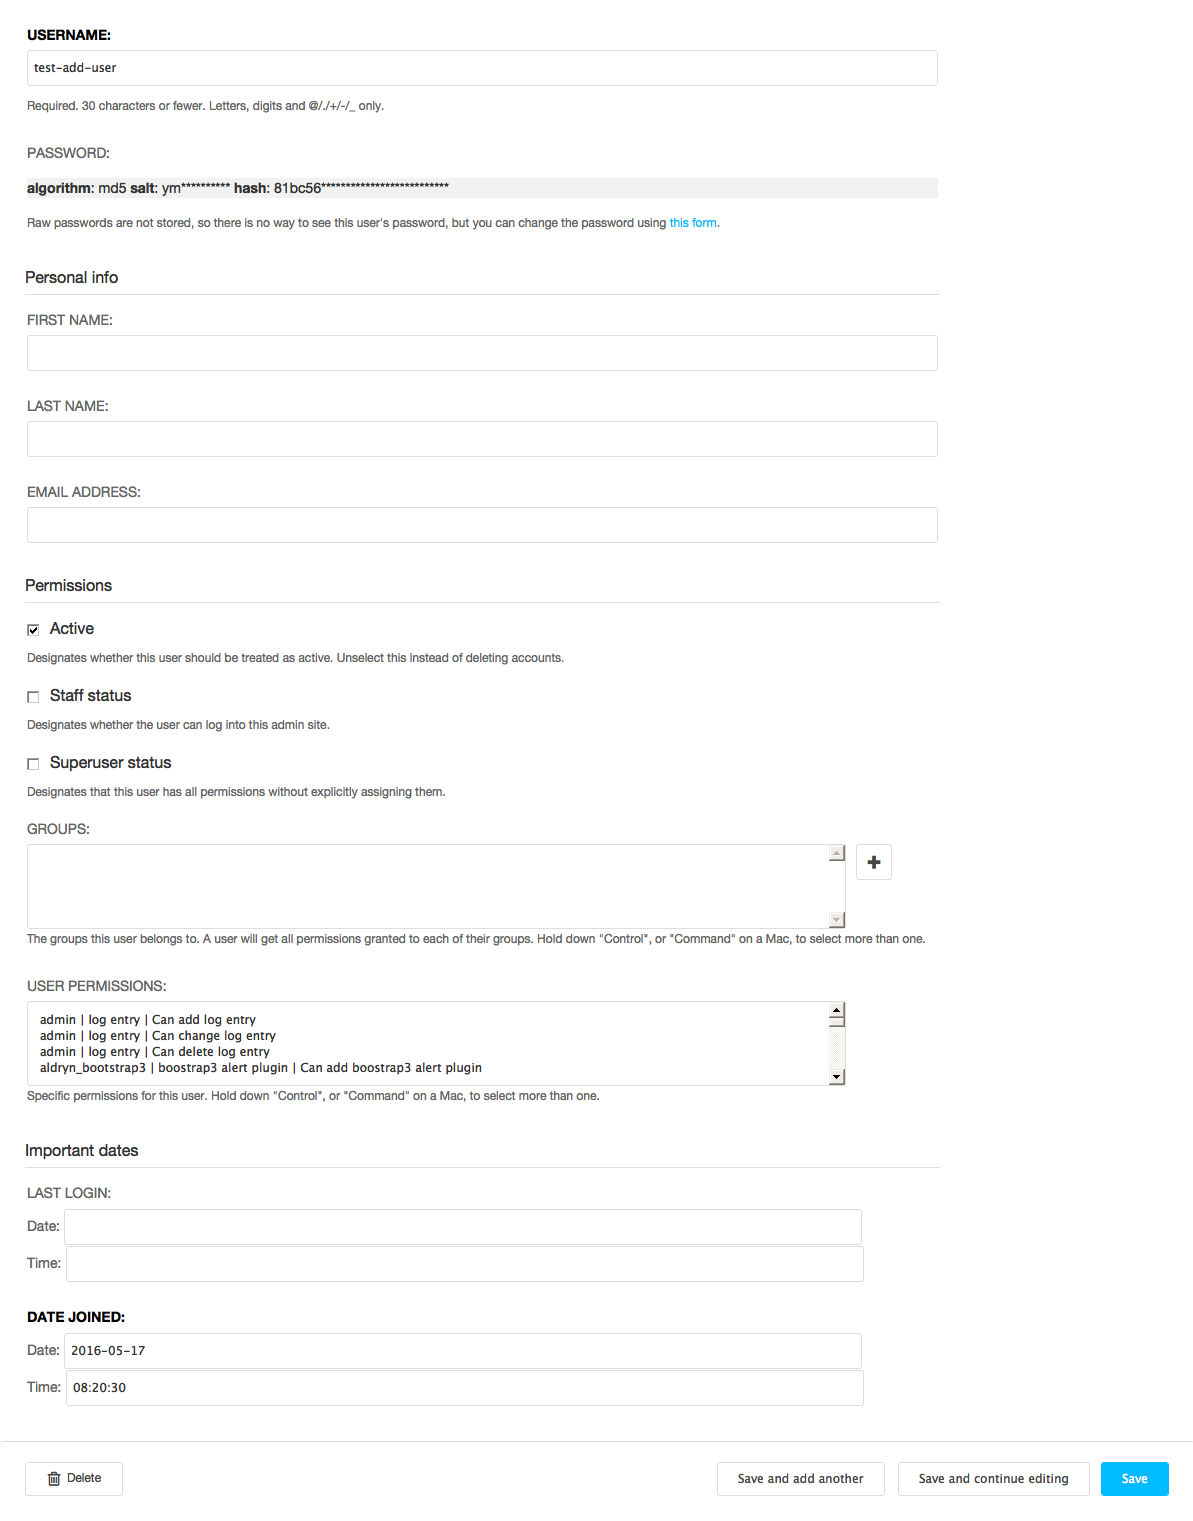 USERNAME:
test-add-user
Required. 30 characters or fewer. Letters, digits and @/./+/-/_ only.
PASSWORD:
algorithm: md5 salt: ym********** hash: 81bc56**************************
Raw passwords are not stored, so there is no way to see this user's password, but you can change the password using this form.
Personal info
FIRST NAME:
LAST NAME:
EMAIL ADDRESS:
Permissions
Active
Designates whether this user should be treated as active. Unselect this instead of deleting accounts.
Staff status
Designates whether the user can log into this admin site.
Superuser status
Designates that this user has all permissions without explicitly assigning them.
GROUPS:
The groups this user belongs to. A user will get all permissions granted to each of their groups. Hold down "Control", or "Command" on a Mac, to select more than one.
USER PERMISSIONS:
admin | log entry | Can add log entry
admin | log entry | Can change log entry
admin | log entry | Can delete log entry
aldryn_bootstrap3 | boostrap3 alert plugin | Can add boostrap3 alert plugin
Specific permissions for this user. Hold down "Control", or "Command" on a Mac, to select more than one.
Important dates
LAST LOGIN:
Date:
Time:
DATE JOINED:
Date: 2016-05-17
Time: 08:20:30
Delete Save and add another Save and continue editing Save